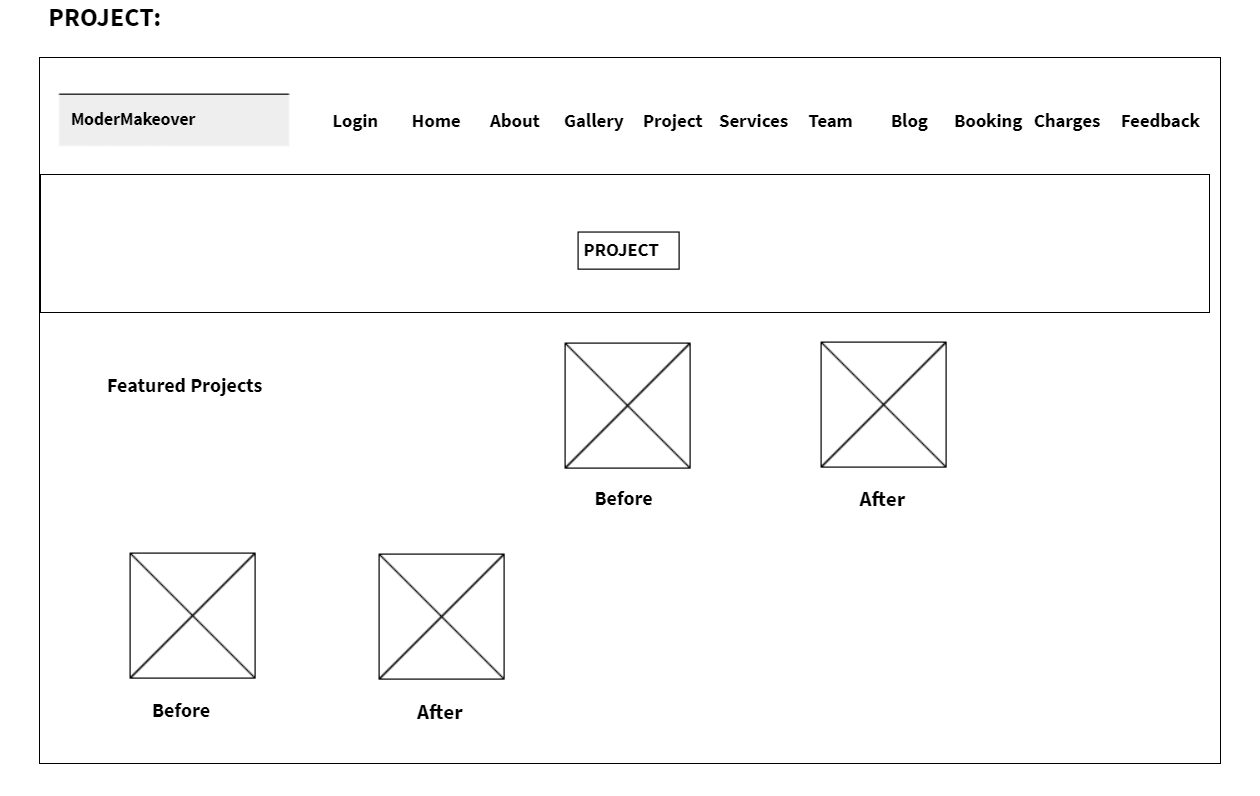 PROJECT:
ModerMakeover
Login Home About Gallery Project Services Team Blog Booking Charges Feedback
PROJECT
Featured Projects
Before After
Before After